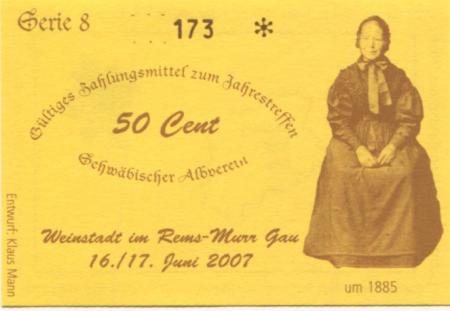 Serie 8
173 *
Gültiges Zahlungsmittel zum Jahrestreffen
50 Cent
Schwäbischer Albverein
Weinstadt im Rems-Murr Gau
16./17. Juni 2007
Entwurf: Klaus Mann
um 1885